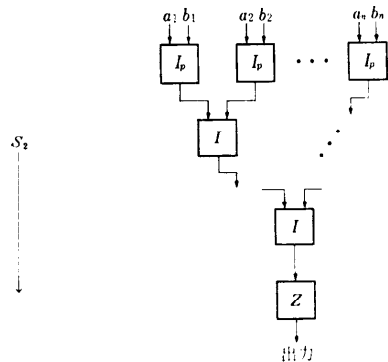 a₁ b₁ a₂ b₂ aₙ bₙ
Iₚ Iₚ ··· Iₚ
I
S₂
I
Z
出力